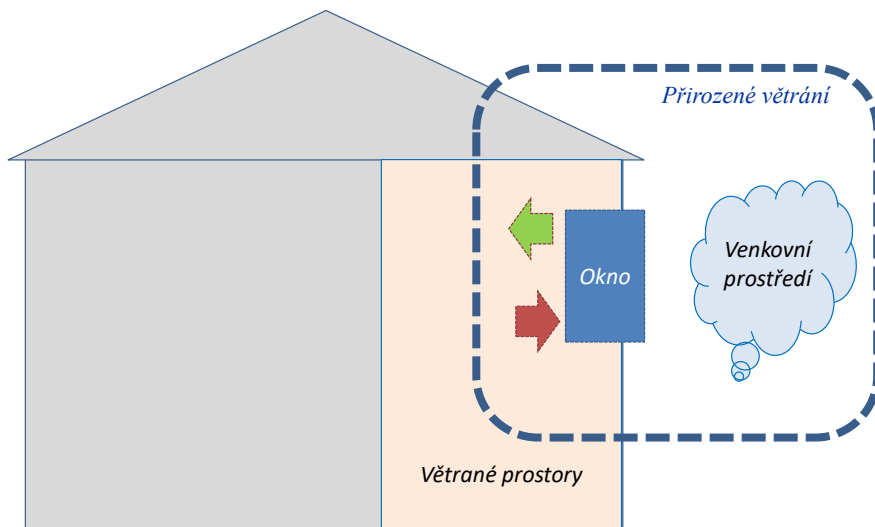 Přirozené větrání
Venkovní
prostředí
Okno
Větrané prostory